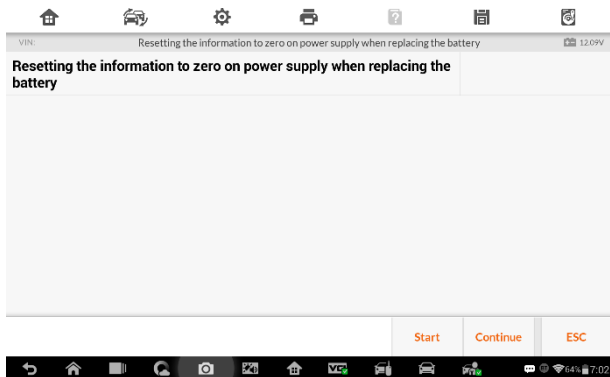 VIN:
Resetting the information to zero on power supply when replacing the battery
12.09V
Resetting the information to zero on power supply when replacing the
battery
Start
Continue
ESC
64%
7:02